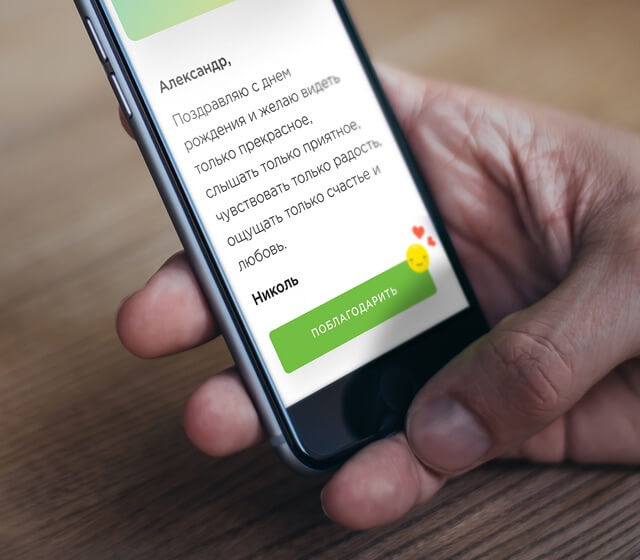 Александр,
Поздравляю с днем
рождения и желаю видеть
только прекрасное,
слышать только приятное,
чувствовать только радость,
ощущать только счастье и
любовь.
Николь
ПОБЛАГОДАРИТЬ